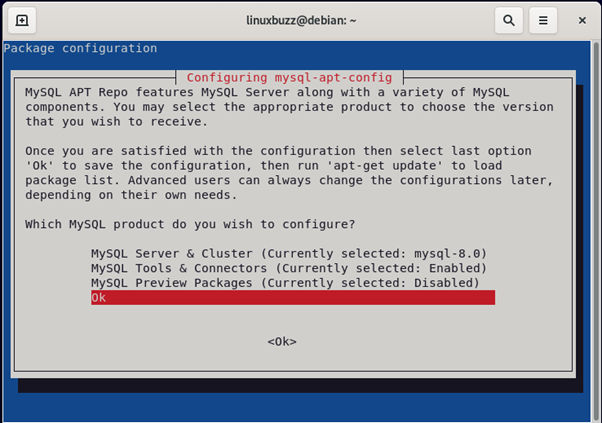 linuxbuzz@debian: ~
Package configuration
Configuring mysql-apt-config
MySQL APT Repo features MySQL Server along with a variety of MySQL
components. You may select the appropriate product to choose the version
that you wish to receive.
Once you are satisfied with the configuration then select last option
'Ok' to save the configuration, then run 'apt-get update' to load
package list. Advanced users can always change the configurations later,
depending on their own needs.
Which MySQL product do you wish to configure?
MySQL Server & Cluster (Currently selected: mysql-8.0)
MySQL Tools & Connectors (Currently selected: Enabled)
MySQL Preview Packages (Currently selected: Disabled)
Ok
<Ok>